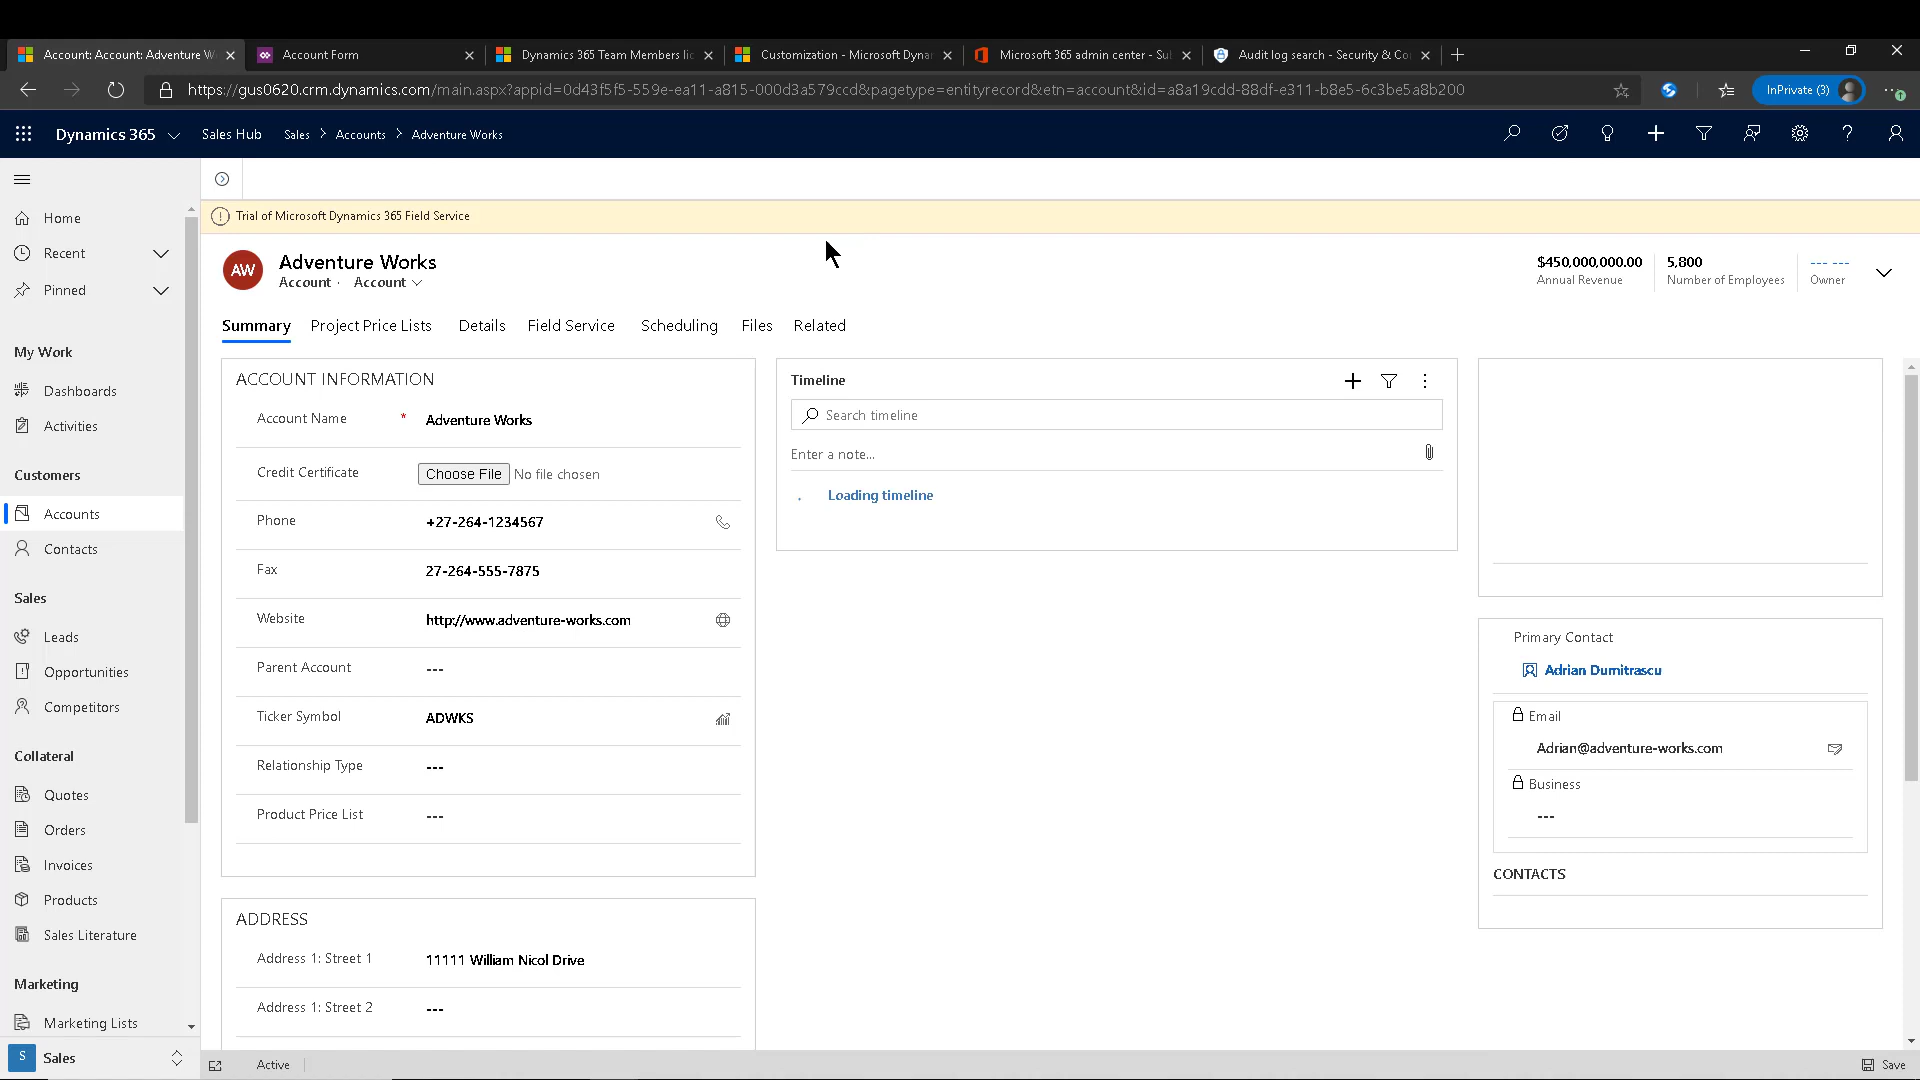 Account: Account: Adventure W
Account Form
Dynamics 365 Team Members lic
Customization - Microsoft Dynar
Microsoft 365 admin center - Sub
Audit log search - Security & Co
https://gus0620.crm.dynamics.com/main.aspx?appid=0d43f5f5-559e-ea11-a815-000d3a579ccd&pagetype=entityrecord&etn=account&id=a8a19cdd-88df-e311-b8e5-6c3be5a8b200
InPrivate (3)
Dynamics 365
Sales Hub
Sales > Accounts > Adventure Works
Home
Recent
Pinned
My Work
Dashboards
Activities
Customers
Accounts
Contacts
Sales
Leads
Opportunities
Competitors
Collateral
Quotes
Orders
Invoices
Products
Sales Literature
Marketing
Marketing Lists
S Sales
Trial of Microsoft Dynamics 365 Field Service
AW
Adventure Works
Account · Account
$450,000,000.00
Annual Revenue
5,800
Number of Employees
--- ---
Owner
Summary Project Price Lists Details Field Service Scheduling Files Related
ACCOUNT INFORMATION
Account Name * Adventure Works
Credit Certificate Choose File No file chosen
Phone +27-264-1234567
Fax 27-264-555-7875
Website http://www.adventure-works.com
Parent Account ---
Ticker Symbol ADWKS
Relationship Type ---
Product Price List ---
ADDRESS
Address 1: Street 1 11111 William Nicol Drive
Address 1: Street 2 ---
Timeline
Search timeline
Enter a note...
Loading timeline
Primary Contact
Adrian Dumitrascu
Email
Adrian@adventure-works.com
Business
---
CONTACTS
Active
Save